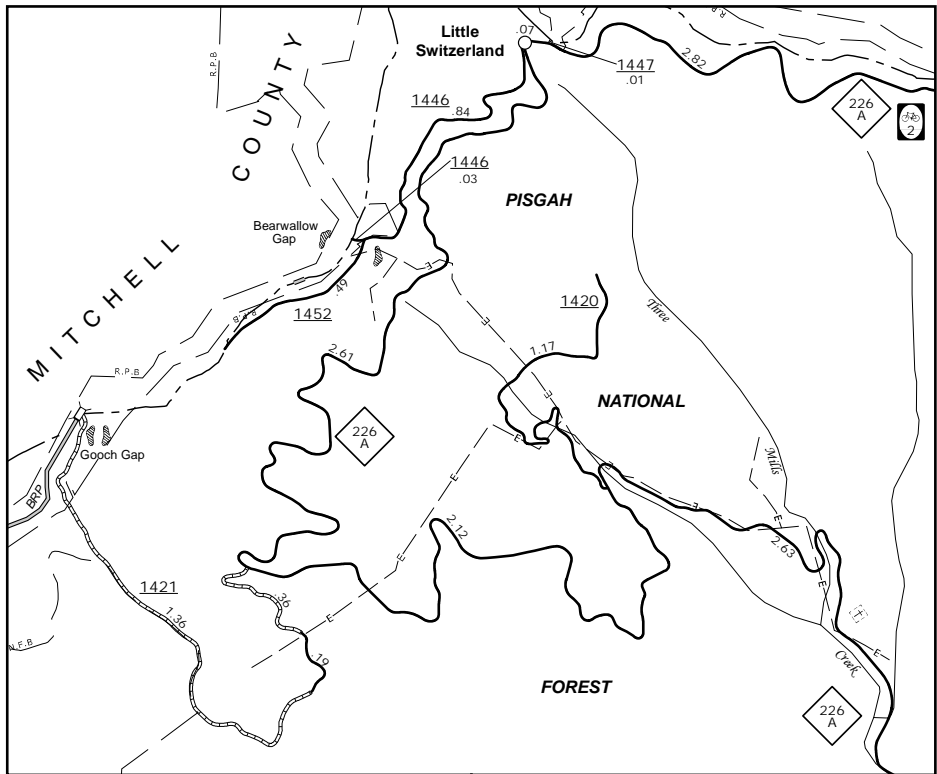 Little
Switzerland
.07
R.P.B
2.82
1447
.01
226
A
2
R.P.B
COUNTY
1446
.84
1446
.03
PISGAH
Bearwallow
Gap
MITCHELL
E
E
.49
1452
B.P.B
1420
Three
1.17
2.61
R.P.B
E
NATIONAL
226
A
Gooch Gap
E
E
Mills
BRP
E
E
E
2.12
2.63
E
E
1421
1.36
.36
E
E
.19
N.F.B
Creek
E
FOREST
226
A